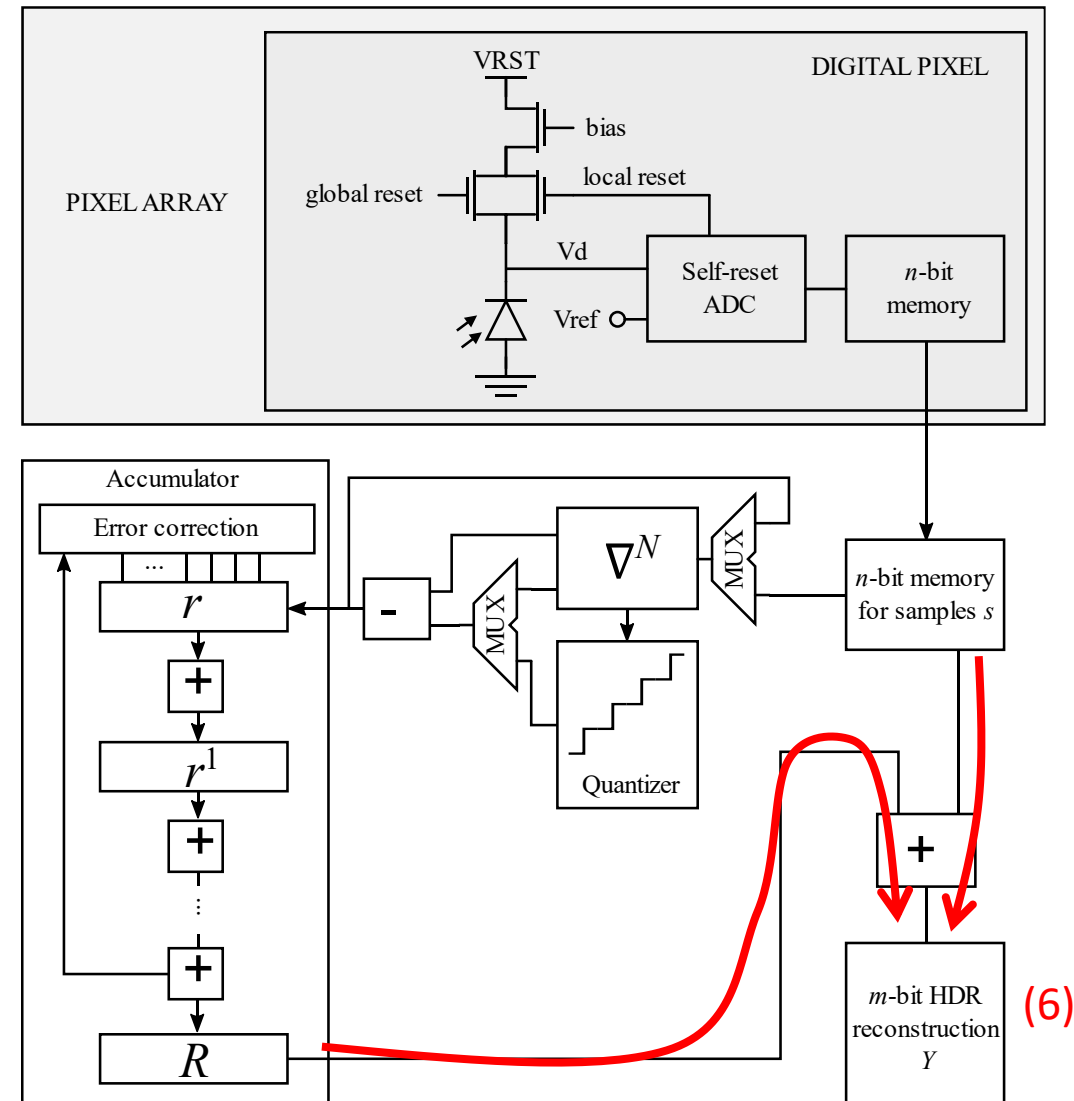 VRST
DIGITAL PIXEL
bias
global reset
local reset
PIXEL ARRAY
Vd
Self-reset
ADC
n-bit
memory
Vref
Accumulator
Error correction
...
r
+
r¹
+
...
+
R
-
MUX
∇ᴺ
MUX
Quantizer
n-bit memory
for samples s
+
m-bit HDR
reconstruction
Y
(6)